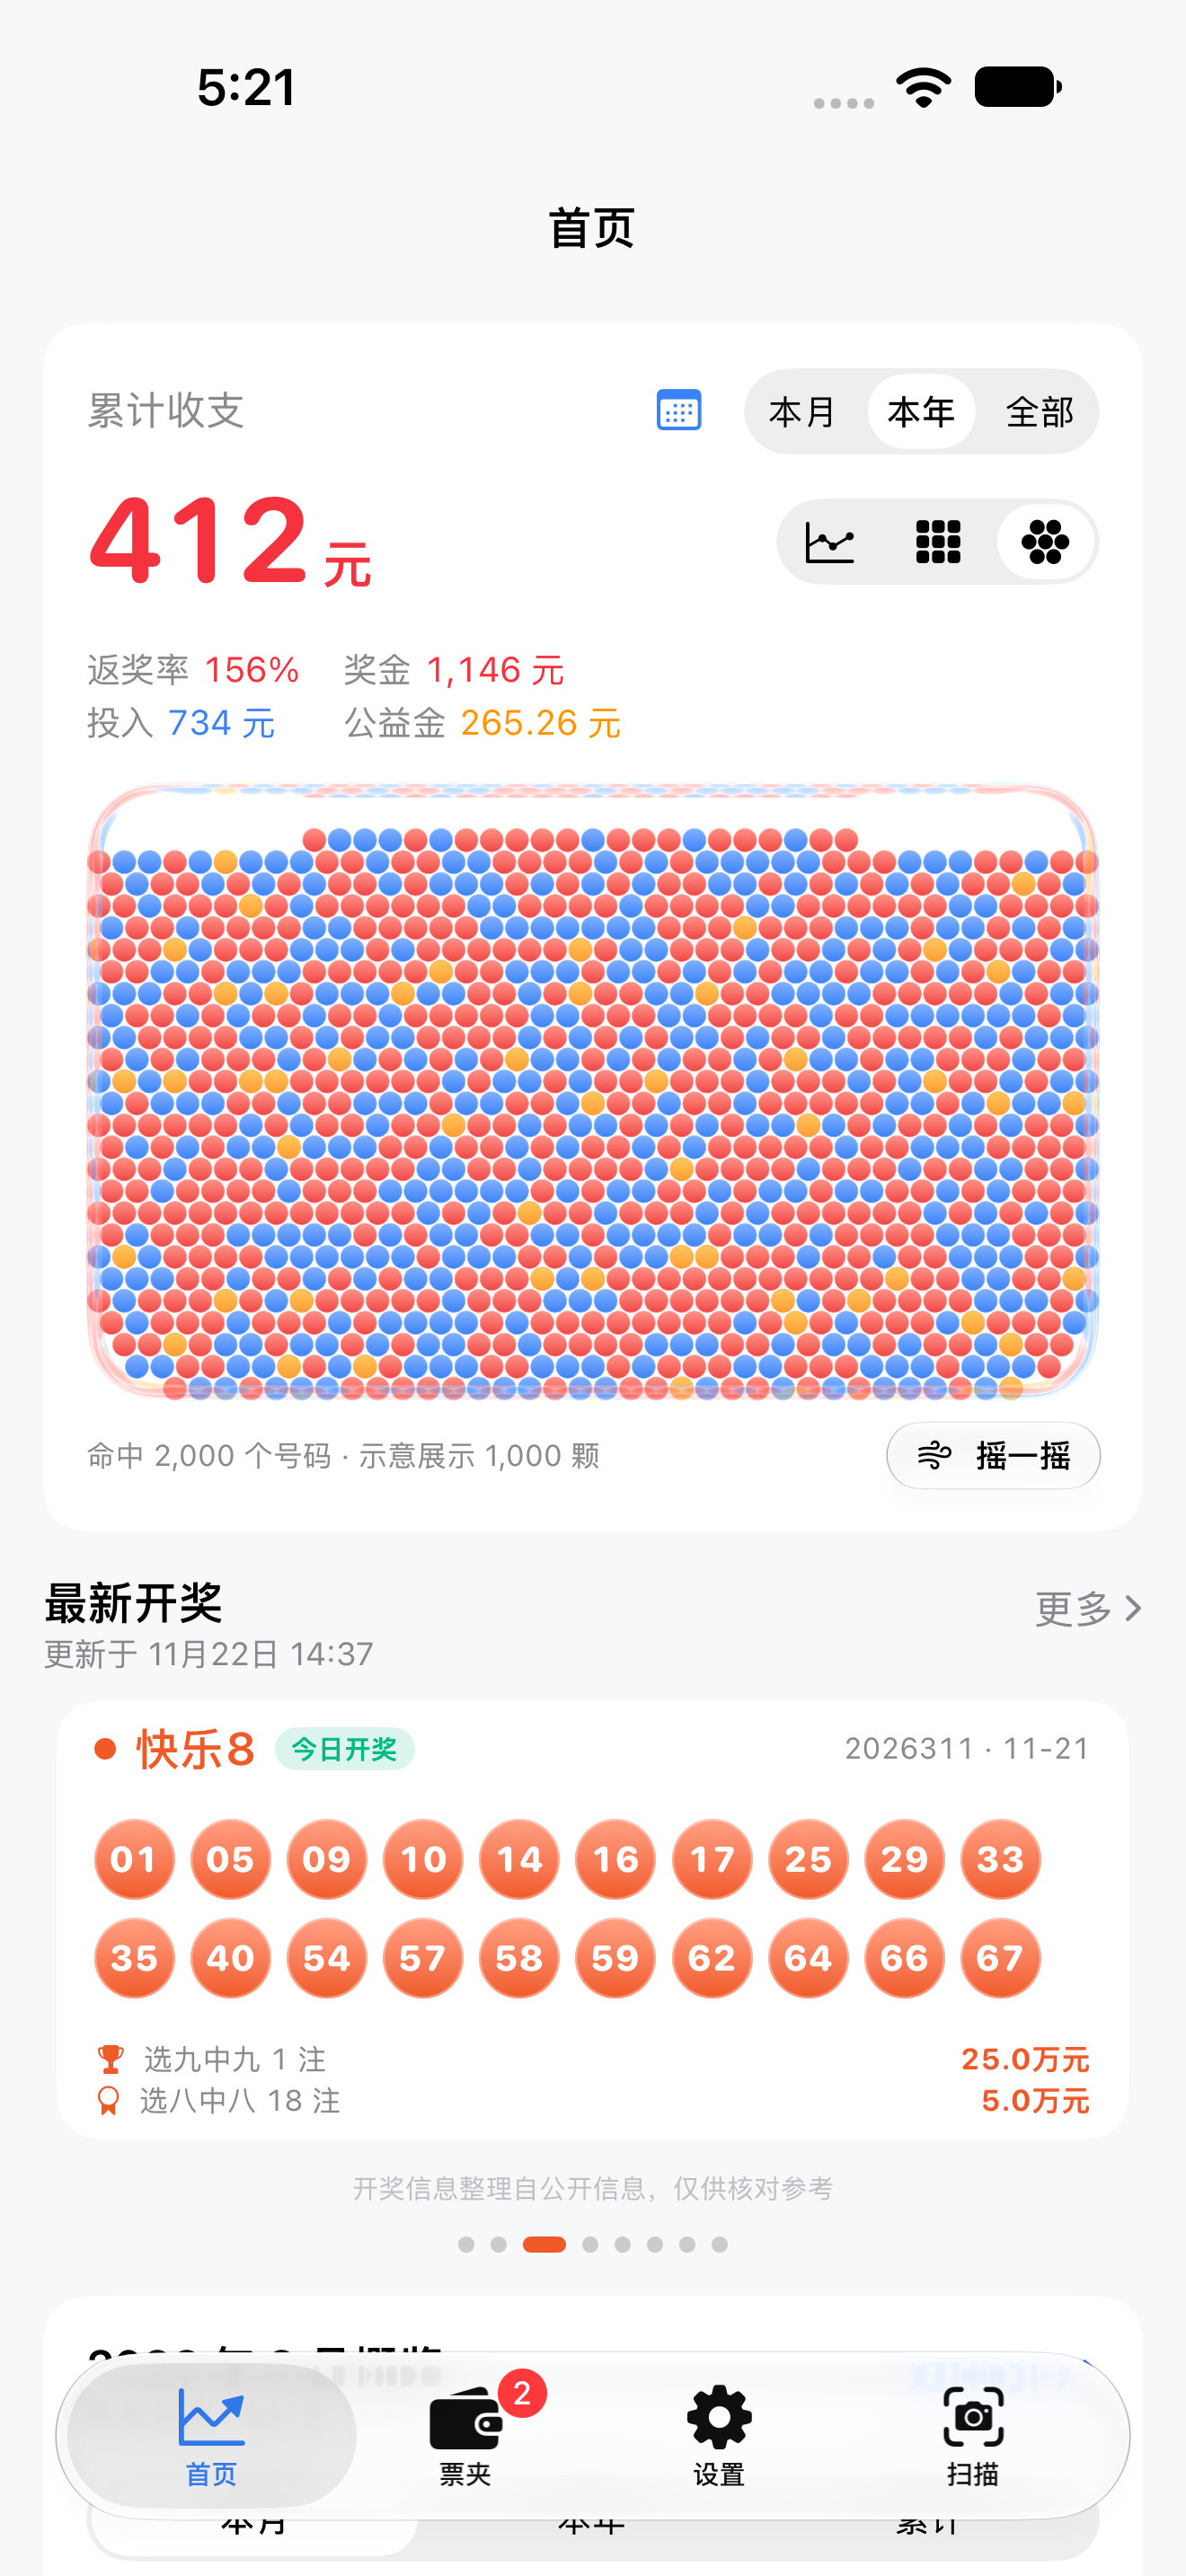 5:21
首页
累计收支
本月 本年 全部
412 元
返奖率 156% 奖金 1,146 元
投入 734 元 公益金 265.26 元
命中 2,000 个号码 · 示意展示 1,000 颗
摇一摇
最新开奖
更多
更新于 11月22日 14:37
快乐8 今日开奖 2026311 · 11-21
01 05 09 10 14 16 17 25 29 33
35 40 54 57 58 59 62 64 66 67
选九中九 1 注 25.0万元
选八中八 18 注 5.0万元
开奖信息整理自公开信息，仅供核对参考
2
首页 票夹 设置 扫描
本月 本年 累计